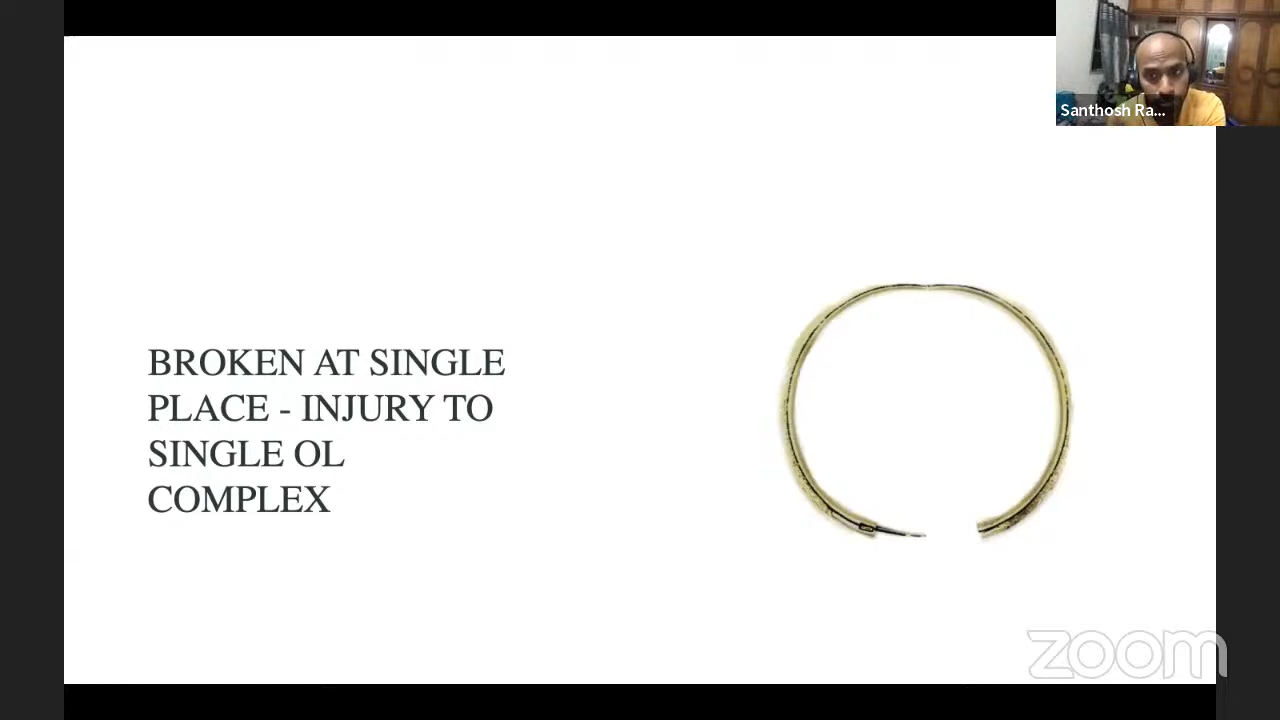 Santhosh Ra...
BROKEN AT SINGLE
PLACE - INJURY TO
SINGLE OL
COMPLEX
zoom